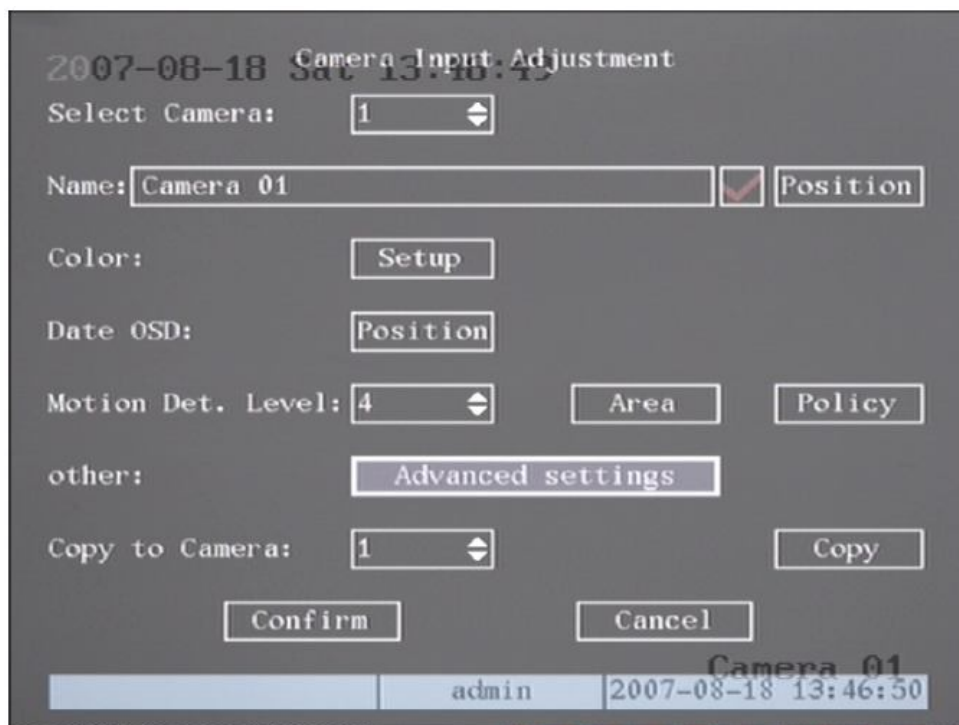 Camera Input Adjustment
2007-08-18 Sat 13:46:49
Select Camera: 1
Name: Camera 01 Position
Color: Setup
Date OSD: Position
Motion Det. Level: 4 Area Policy
other: Advanced settings
Copy to Camera: 1 Copy
Confirm Cancel
Camera 01
admin 2007-08-18 13:46:50